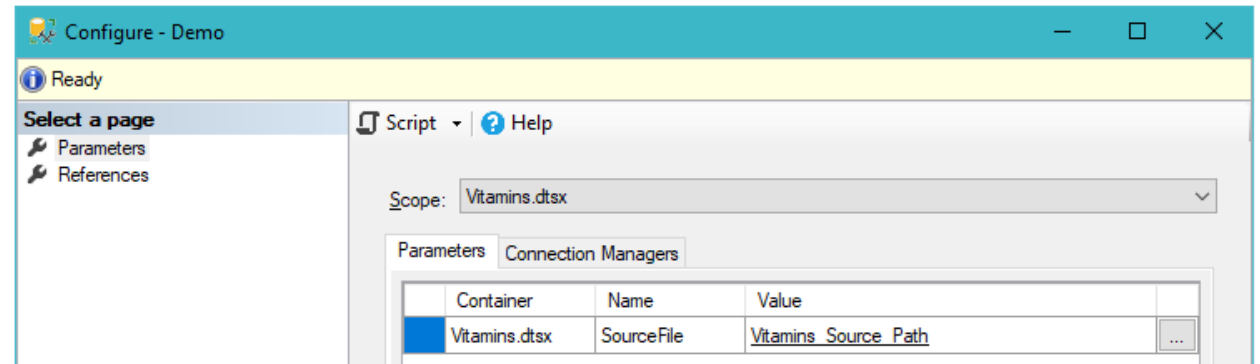 Configure - Demo
Ready
Select a page
Parameters
References
Script Help
Scope: Vitamins.dtsx
Parameters Connection Managers
Container Name Value
Vitamins.dtsx SourceFile Vitamins_Source_Path ...